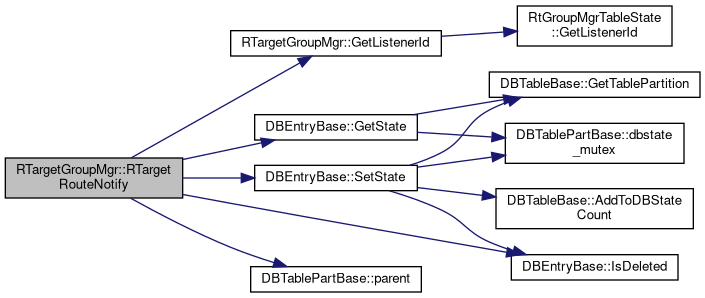 RTargetGroupMgr::RTarget
RouteNotify
RTargetGroupMgr::GetListenerId
RtGroupMgrTableState
::GetListenerId
DBEntryBase::GetState
DBTableBase::GetTablePartition
DBTablePartBase::dbstate
_mutex
DBEntryBase::SetState
DBTableBase::AddToDBState
Count
DBEntryBase::IsDeleted
DBTablePartBase::parent